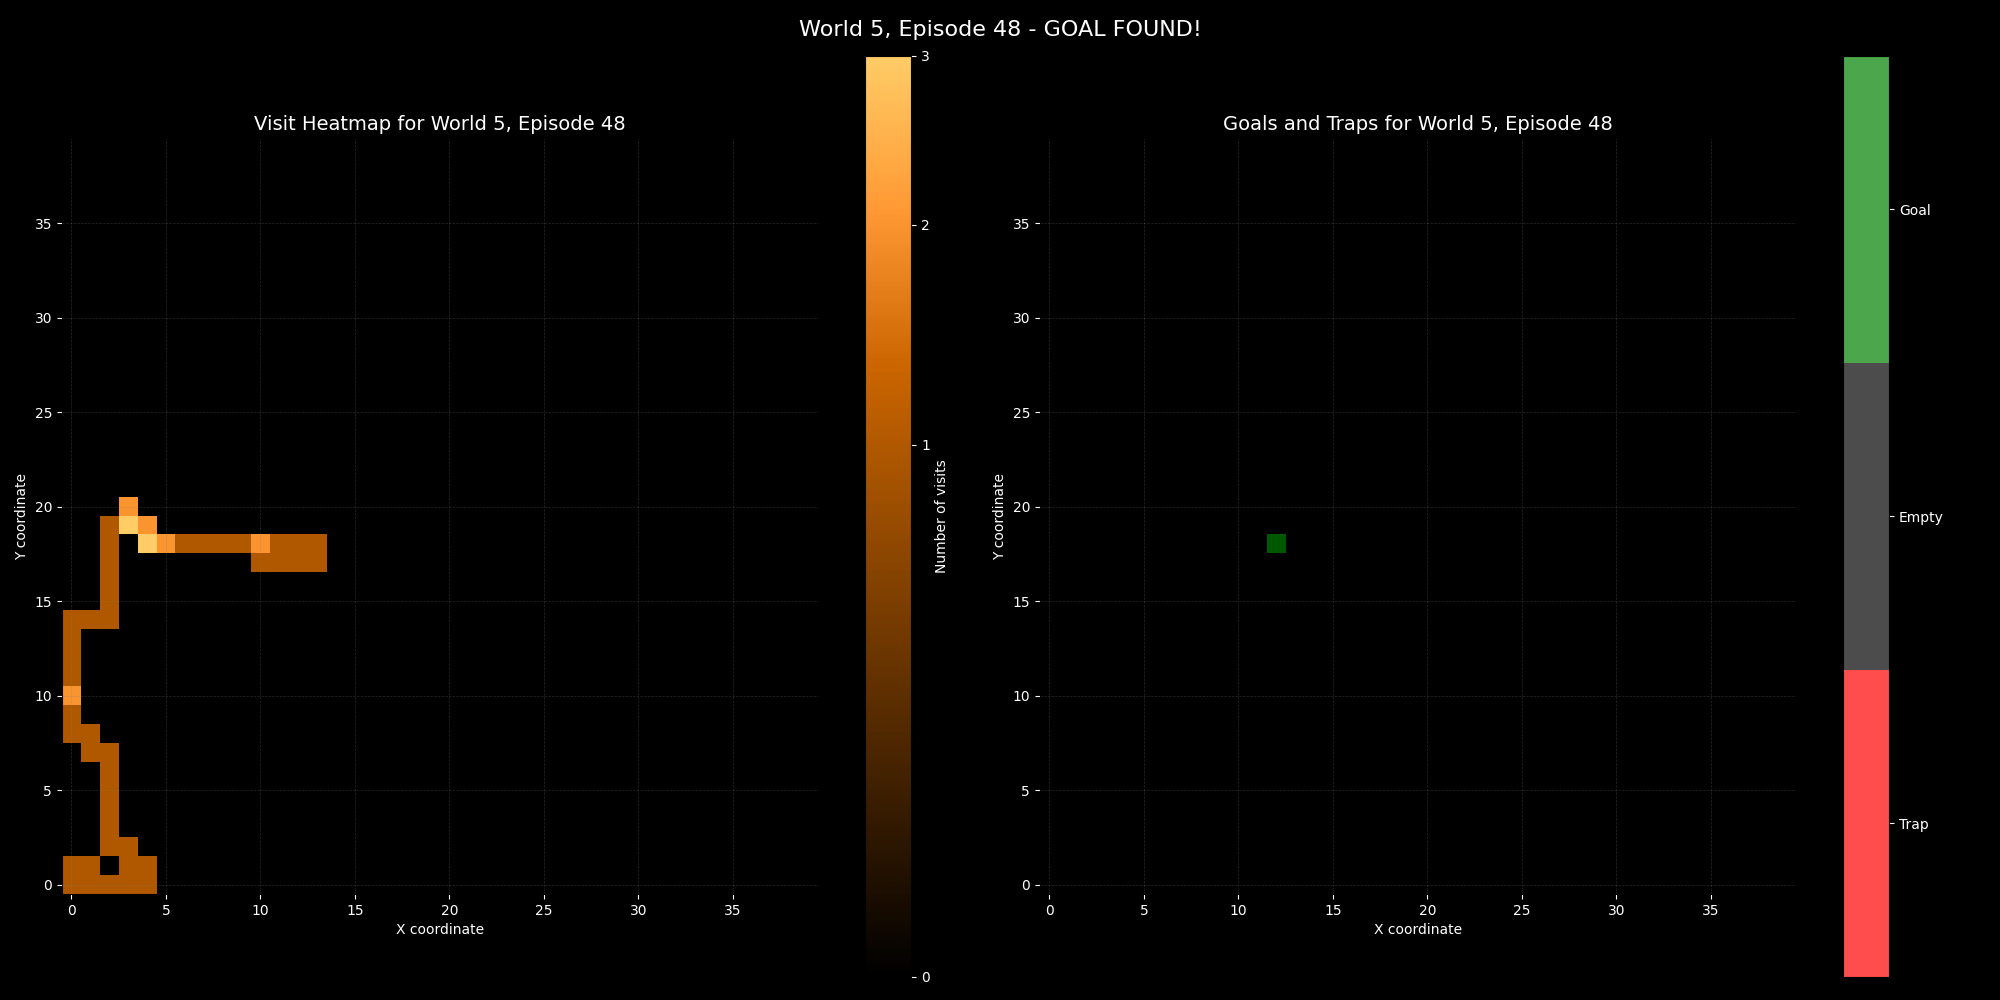 World 5, Episode 48 - GOAL FOUND!
Visit Heatmap for World 5, Episode 48
35
30
25
20
15
10
5
0
Y coordinate
0 5 10 15 20 25 30 35
X coordinate
3
2
1
0
Number of visits
Goals and Traps for World 5, Episode 48
35
30
25
20
15
10
5
0
Y coordinate
0 5 10 15 20 25 30 35
X coordinate
Goal
Empty
Trap